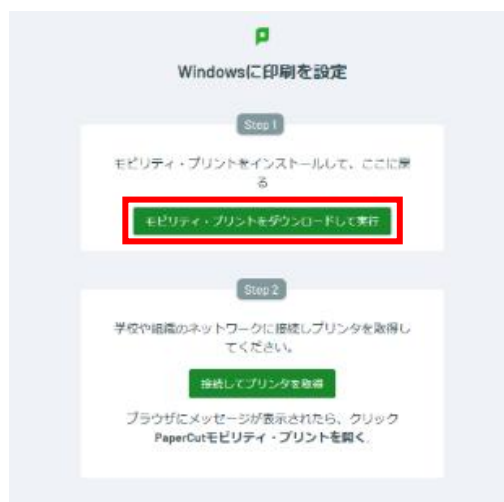 Windowsに印刷を設定
Step 1
モビリティ・プリントをインストールして、ここに戻
る
モビリティ・プリントをダウンロードして実行
Step 2
学校や組織のネットワークに接続しプリンタを取得し
てください。
接続してプリンタを取得
ブラウザにメッセージが表示されたら、クリック
PaperCutモビリティ・プリントを開く.